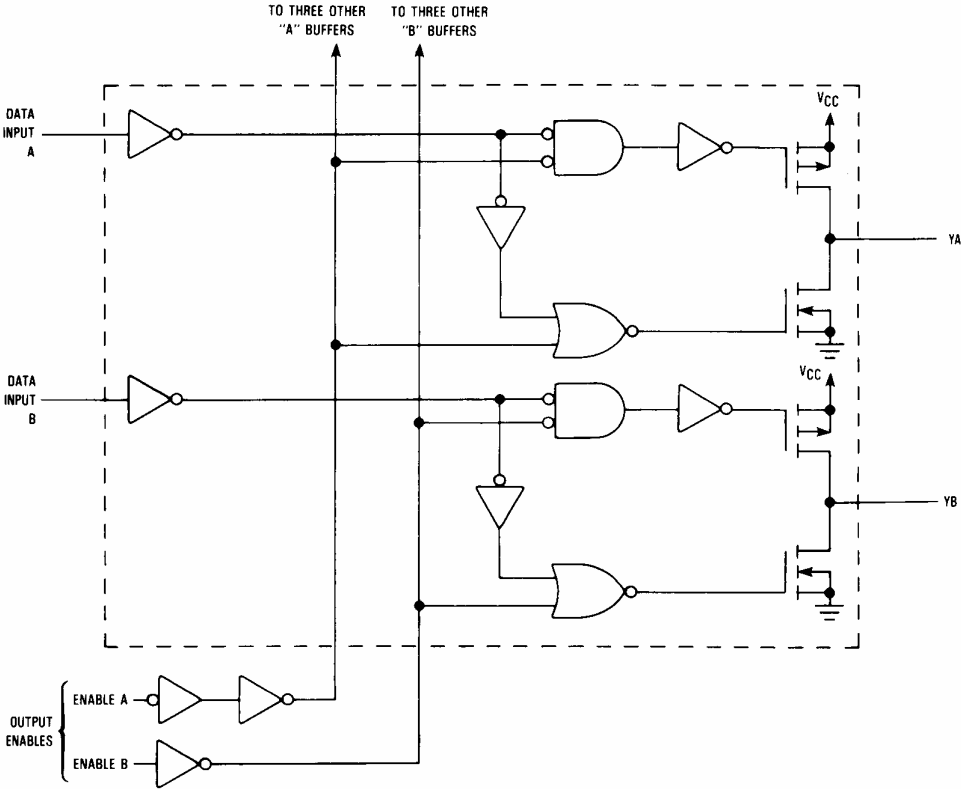 TO THREE OTHER
"A" BUFFERS
TO THREE OTHER
"B" BUFFERS
DATA
INPUT
A
VCC
YA
DATA
INPUT
B
VCC
YB
OUTPUT
ENABLES
ENABLE A
ENABLE B